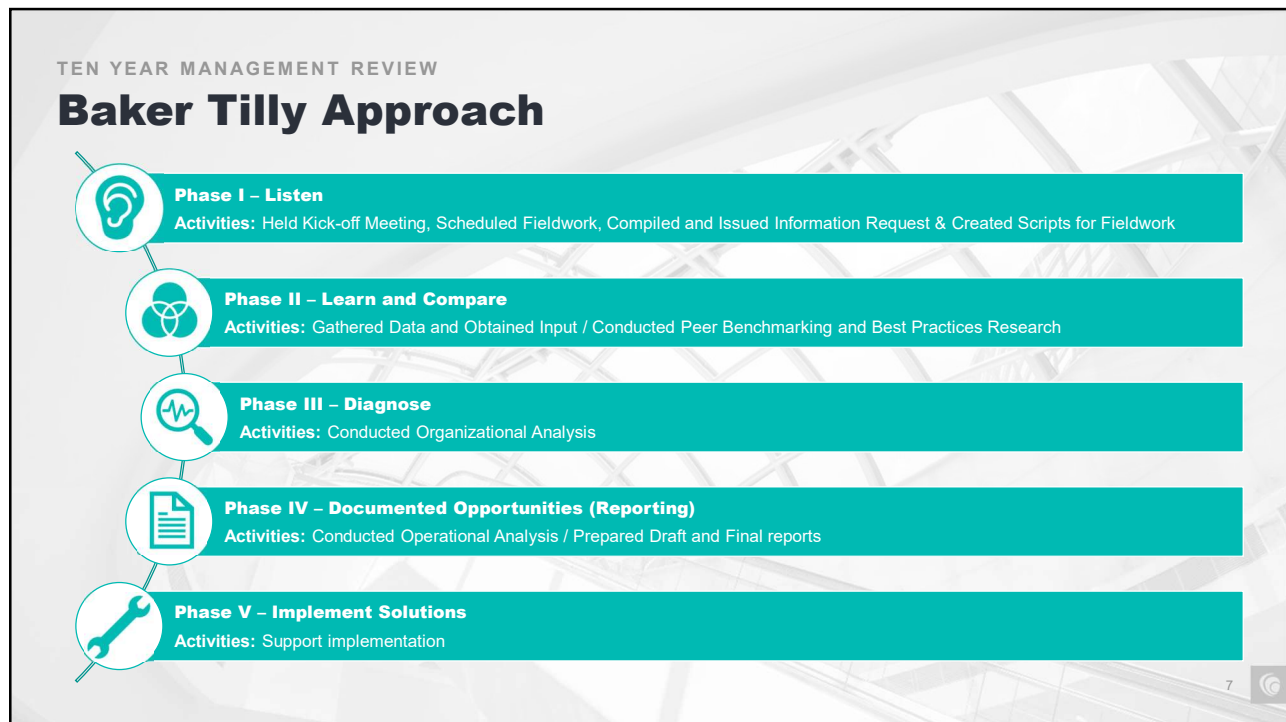 TEN YEAR MANAGEMENT REVIEW
Baker Tilly Approach
Phase I – Listen
Activities: Held Kick-off Meeting, Scheduled Fieldwork, Compiled and Issued Information Request & Created Scripts for Fieldwork
Phase II – Learn and Compare
Activities: Gathered Data and Obtained Input / Conducted Peer Benchmarking and Best Practices Research
Phase III – Diagnose
Activities: Conducted Organizational Analysis
Phase IV – Documented Opportunities (Reporting)
Activities: Conducted Operational Analysis / Prepared Draft and Final reports
Phase V – Implement Solutions
Activities: Support implementation
7